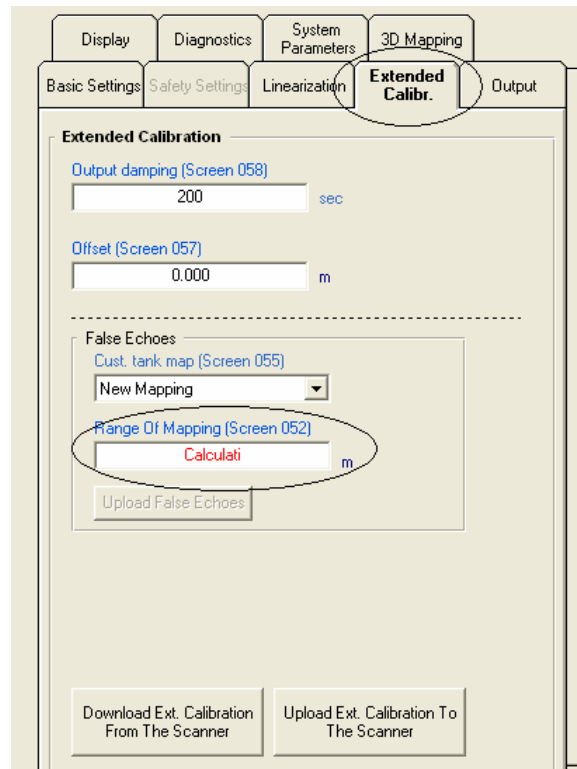 Display
Diagnostics
System
Parameters
3D Mapping
Basic Settings
Safety Settings
Linearization
Extended
Calibr.
Output
Extended Calibration
Output damping (Screen 058)
200 sec
Offset (Screen 057)
0.000 m
False Echoes
Cust. tank map (Screen 055)
New Mapping
Range Of Mapping (Screen 052)
Calculati m
Upload False Echoes
Download Ext. Calibration
From The Scanner
Upload Ext. Calibration To
The Scanner